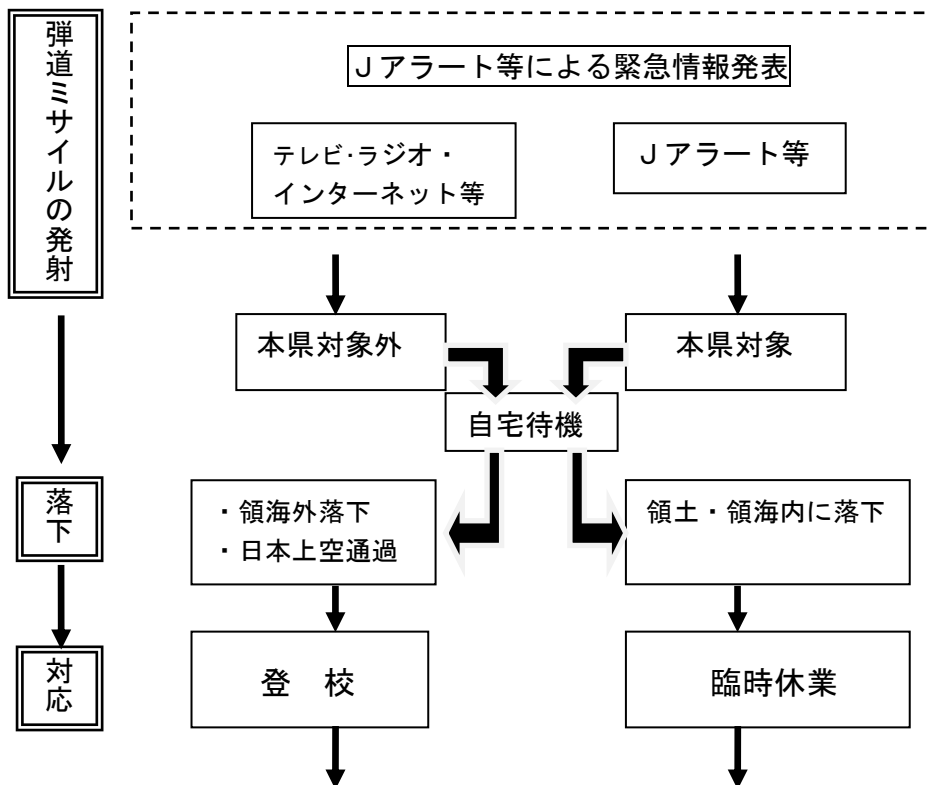 弾道ミサイルの発射
Jアラート等による緊急情報発表
テレビ･ラジオ・
インターネット等
Jアラート等
本県対象外
本県対象
自宅待機
落下
・領海外落下
・日本上空通過
領土・領海内に落下
対応
登　校
臨時休業